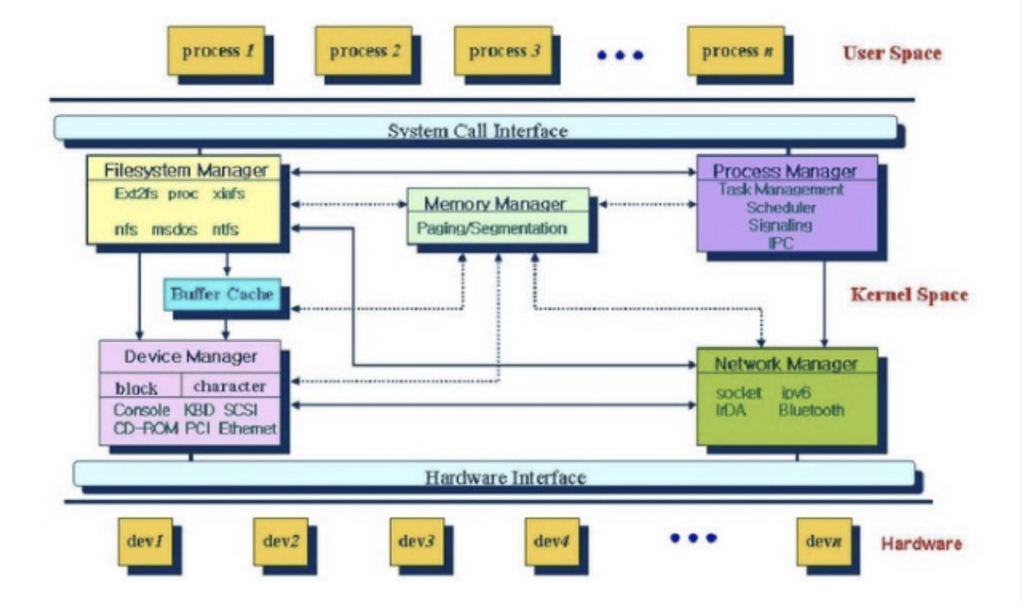 process 1
process 2
process 3
process n
User Space
System Call Interface
Filesystem Manager
Ext2fs proc xiafs
nfs msdos ntfs
Process Manager
Task Management
Scheduler
Signaling
IPC
Memory Manager
Paging/Segmentation
Buffer Cache
Kernel Space
Device Manager
block character
Console KBD SCSI
CD-ROM PCI Ethernet
Network Manager
socket ipv6
IrDA Bluetooth
Hardware Interface
dev1
dev2
dev3
dev4
devn
Hardware